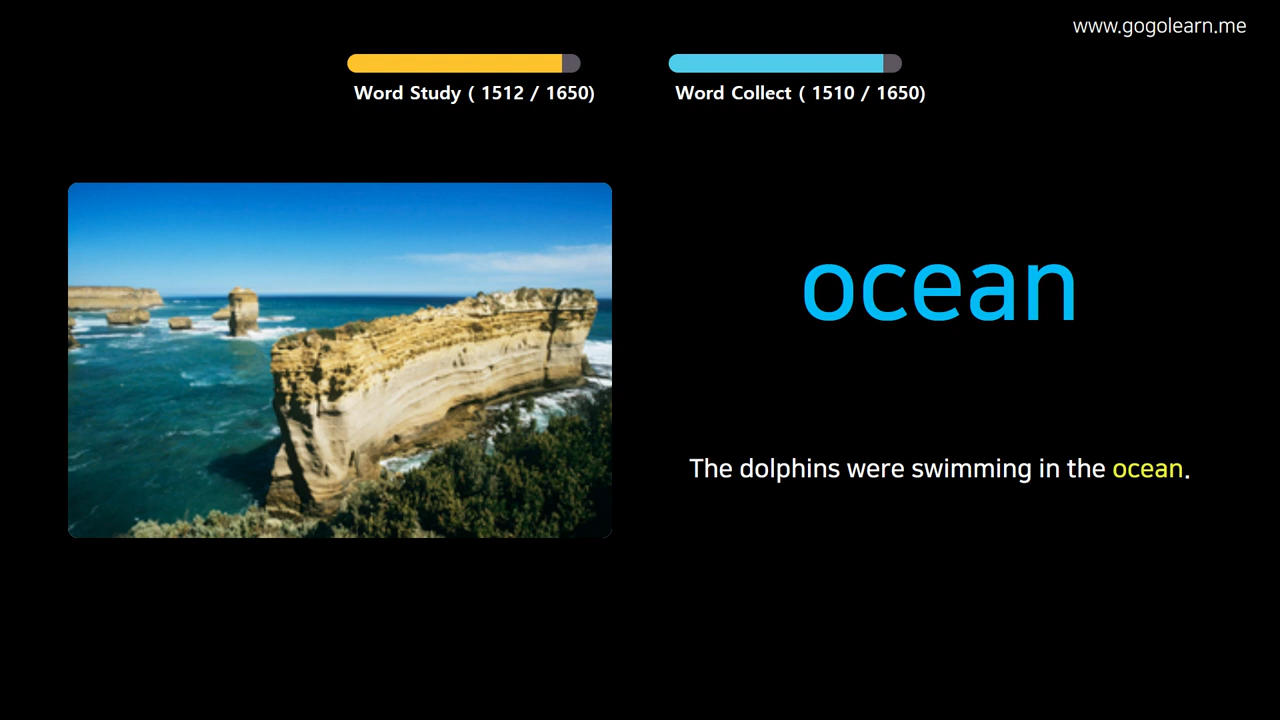 www.gogolearn.me
Word Study ( 1512 / 1650)
Word Collect ( 1510 / 1650)
ocean
The dolphins were swimming in the ocean.